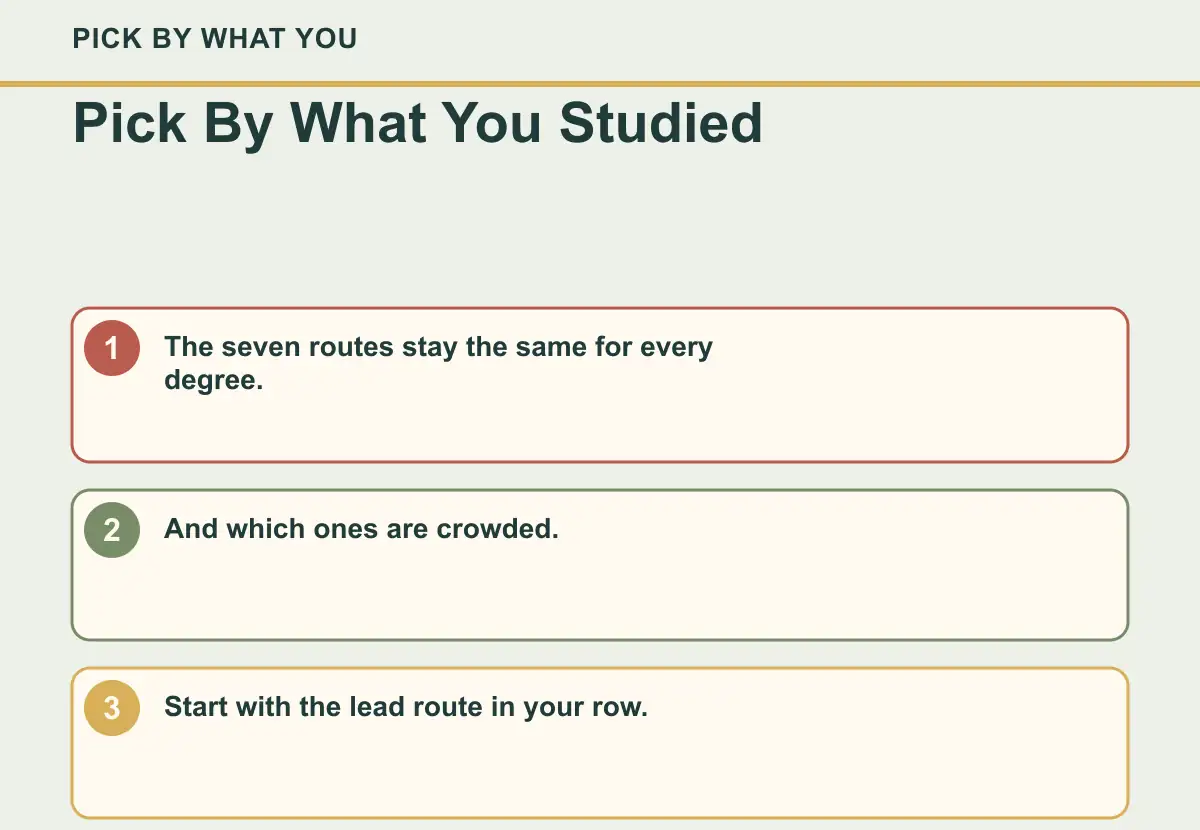 PICK BY WHAT YOU
Pick By What You Studied
1
The seven routes stay the same for every
degree.
2
And which ones are crowded.
3
Start with the lead route in your row.